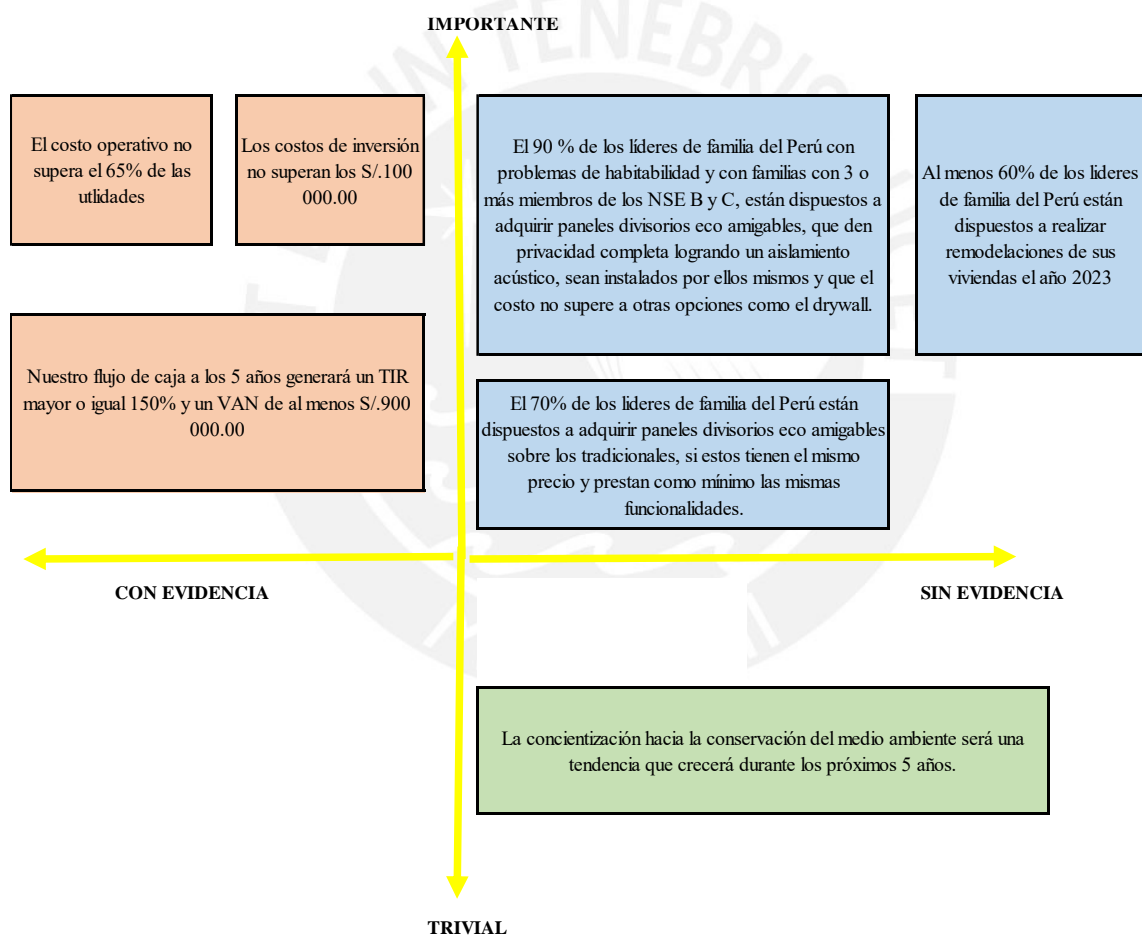 IMPORTANTE
El costo operativo no
supera el 65% de las
utlidades
Los costos de inversión
no superan los S/.100
000.00
El 90 % de los líderes de familia del Perú con
problemas de habitabilidad y con familias con 3 o
más miembros de los NSE B y C, están dispuestos a
adquirir paneles divisorios eco amigables, que den
privacidad completa logrando un aislamiento
acústico, sean instalados por ellos mismos y que el
costo no supere a otras opciones como el drywall.
Al menos 60% de los lideres
de familia del Perú están
dispuestos a realizar
remodelaciones de sus
viviendas el año 2023
Nuestro flujo de caja a los 5 años generará un TIR
mayor o igual 150% y un VAN de al menos S/.900
000.00
El 70% de los lideres de familia del Perú están
dispuestos a adquirir paneles divisorios eco amigables
sobre los tradicionales, si estos tienen el mismo
precio y prestan como mínimo las mismas
funcionalidades.
CON EVIDENCIA
SIN EVIDENCIA
La concientización hacia la conservación del medio ambiente será una
tendencia que crecerá durante los próximos 5 años.
TRIVIAL
IN TENEBRIS